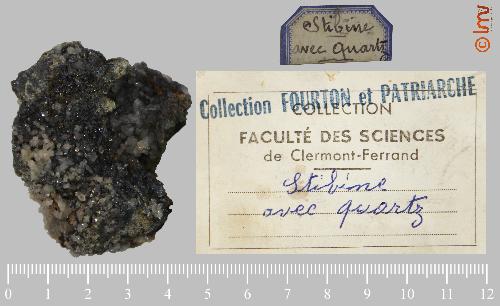 Stibine
avec quartz
© lmv
Collection FOURTON et PATRIARCHE
COLLECTION
FACULTÉ DES SCIENCES
de Clermont-Ferrand
Stibine
avec quartz
0 1 2 3 4 5 6 7 8 9 10 11 12